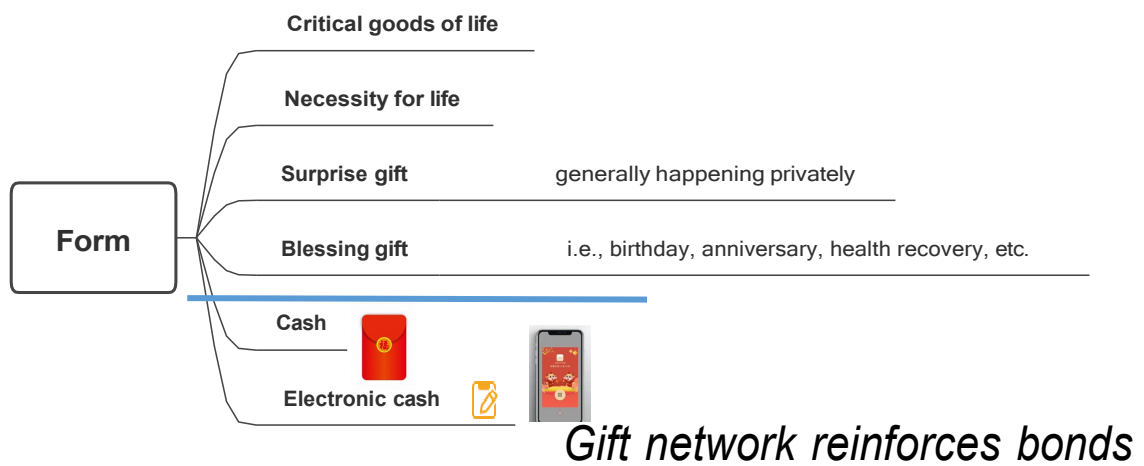 Critical goods of life
Necessity for life
Surprise gift generally happening privately
Form
Blessing gift i.e., birthday, anniversary, health recovery, etc.
Cash
福
Electronic cash
Gift network reinforces bonds